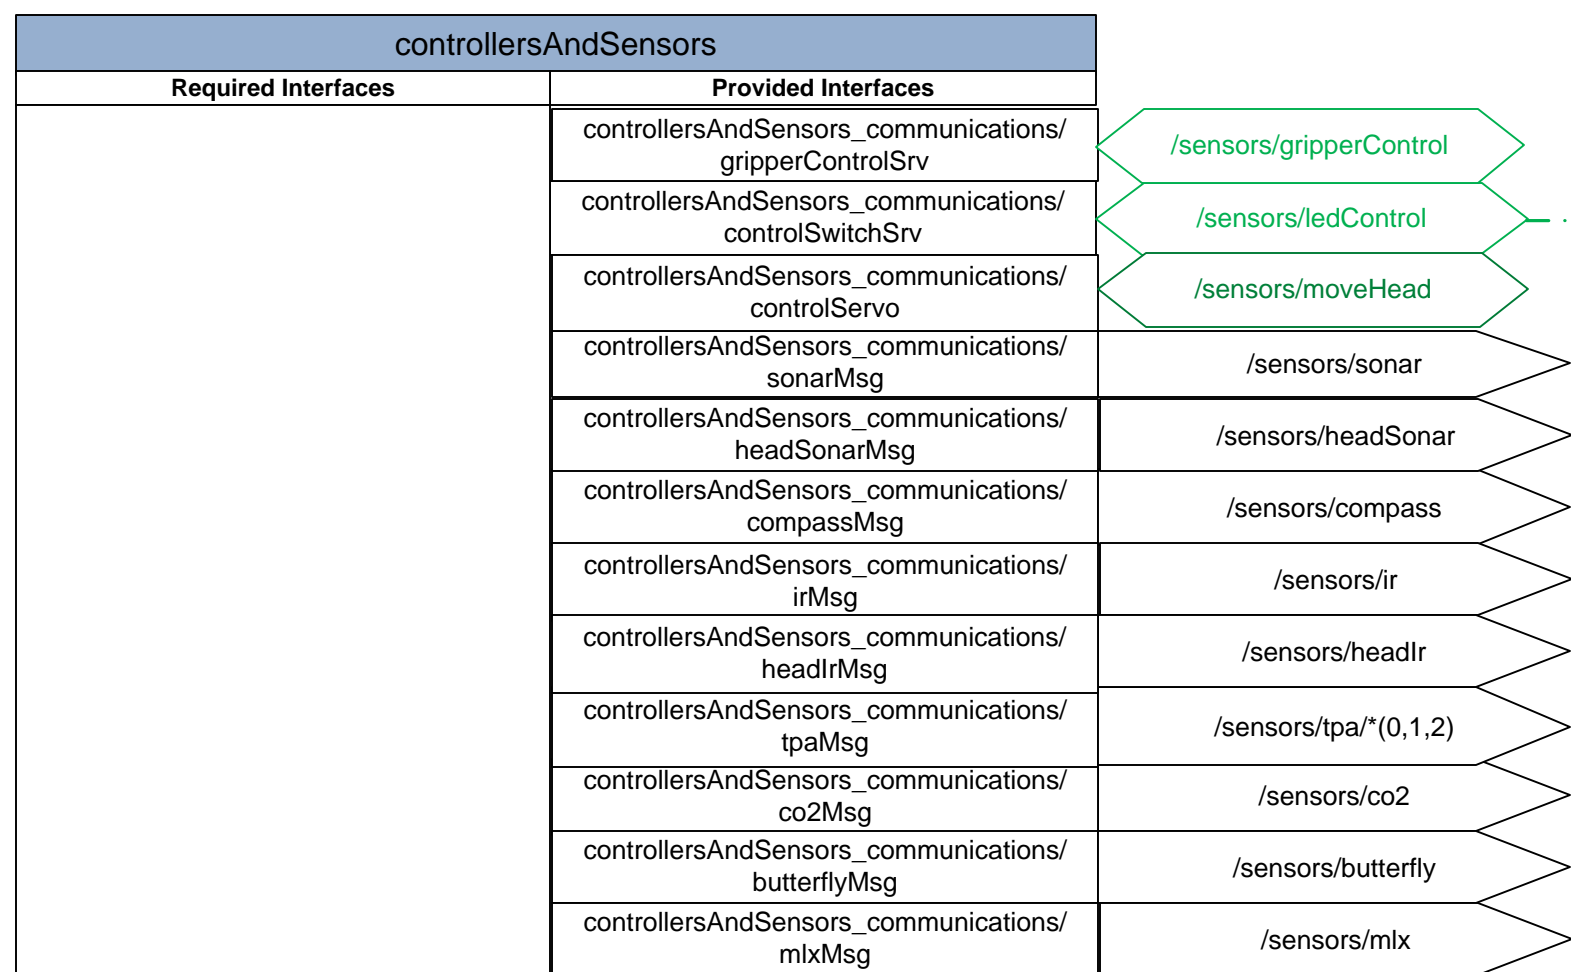 controllersAndSensors
Required Interfaces
Provided Interfaces
controllersAndSensors_communications/
gripperControlSrv
/sensors/gripperControl
controllersAndSensors_communications/
controlSwitchSrv
/sensors/ledControl
controllersAndSensors_communications/
controlServo
/sensors/moveHead
controllersAndSensors_communications/
sonarMsg
/sensors/sonar
controllersAndSensors_communications/
headSonarMsg
/sensors/headSonar
controllersAndSensors_communications/
compassMsg
/sensors/compass
controllersAndSensors_communications/
irMsg
/sensors/ir
controllersAndSensors_communications/
headIrMsg
/sensors/headIr
controllersAndSensors_communications/
tpaMsg
/sensors/tpa/*(0,1,2)
controllersAndSensors_communications/
co2Msg
/sensors/co2
controllersAndSensors_communications/
butterflyMsg
/sensors/butterfly
controllersAndSensors_communications/
mlxMsg
/sensors/mlx